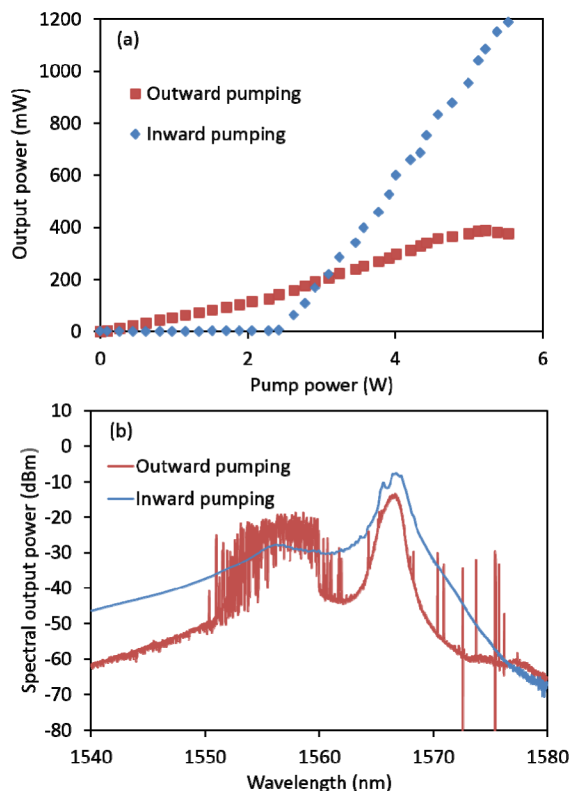 (a)
1200
1000
800
600
400
200
0
Output power (mW)
Outward pumping
Inward pumping
0 2 4 6
Pump power (W)
(b)
10
0
-10
-20
-30
-40
-50
-60
-70
-80
Spectral output power (dBm)
Outward pumping
Inward pumping
1540 1550 1560 1570 1580
Wavelength (nm)